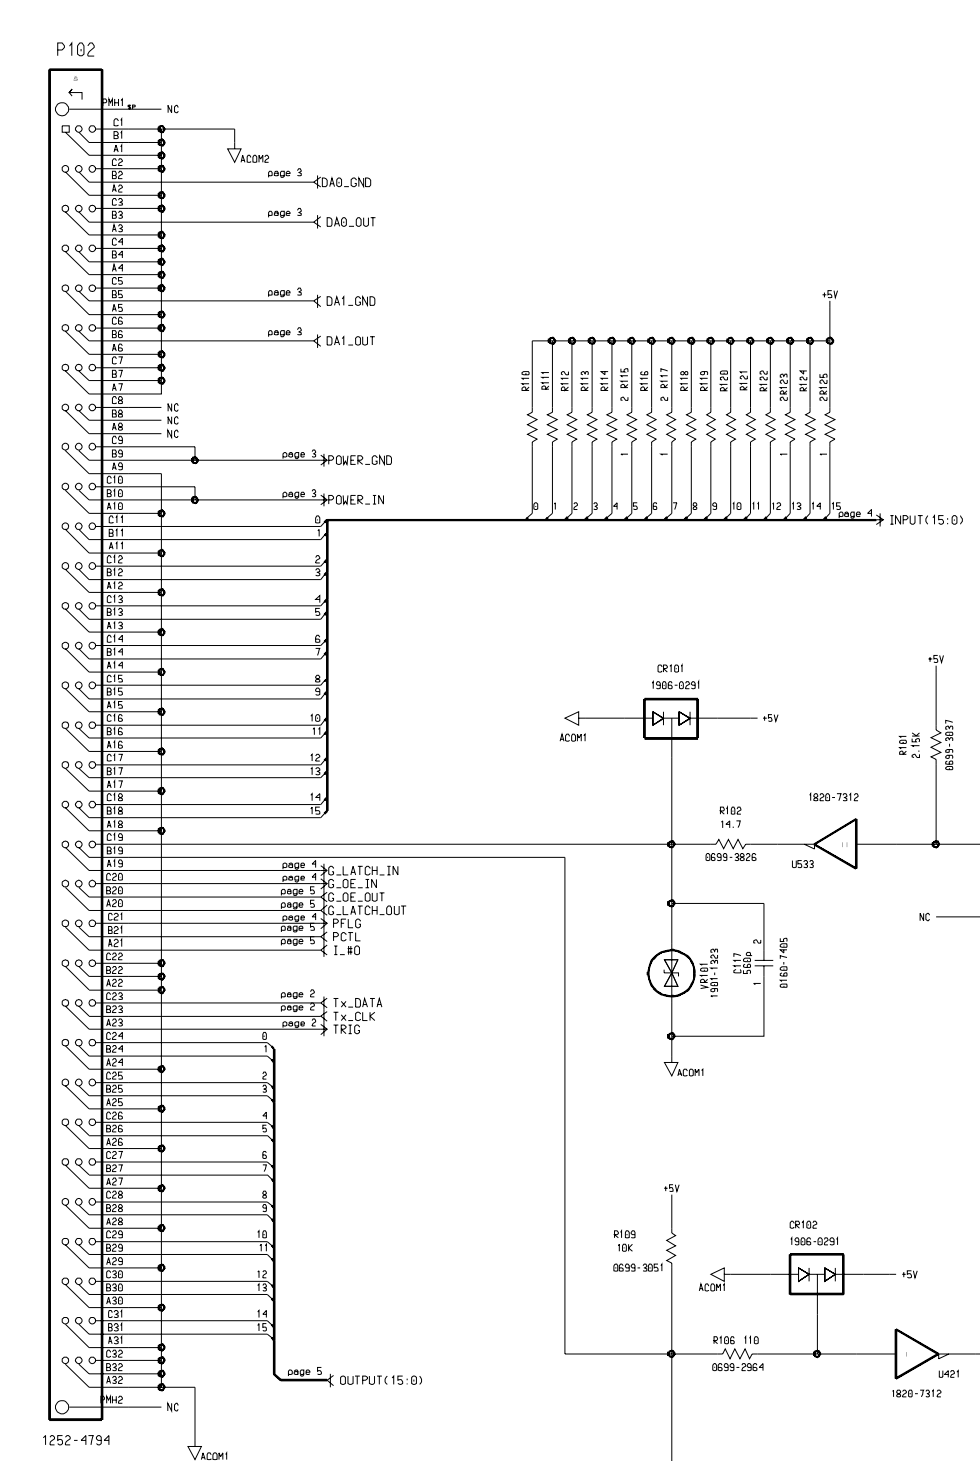 P102
PMH1 SP NC
C1
B1
A1
ACOM2
C2
B2 page 3 DA0_GND
A2
C3
B3 page 3 DA0_OUT
A3
C4
B4
A4
C5
B5 page 3 DA1_GND
A5
C6
B6 page 3 DA1_OUT
A6
C7
B7
A7
C8 NC
B8 NC
A8 NC
C9
B9 page 3 POWER_GND
A9
C10
B10 page 3 POWER_IN
A10
C11 0
B11 1
A11
C12 2
B12 3
A12
C13 4
B13 5
A13
C14 6
B14 7
A14
C15 8
B15 9
A15
C16 10
B16 11
A16
C17 12
B17 13
A17
C18 14
B18 15
A18
C19
B19
A19 page 4 G_LATCH_IN
C20 page 4 G_OE_IN
B20 page 5 G_OE_OUT
A20 page 5 G_LATCH_OUT
C21 page 4 PFLG
B21 page 5 PCTL
A21 page 5 I_#O
C22
B22
A22
C23 page 2 Tx_DATA
B23 page 2 Tx_CLK
A23 page 2 TRIG
C24 0
B24 1
A24
C25 2
B25 3
A25
C26 4
B26 5
A26
C27 6
B27 7
A27
C28 8
B28 9
A28
C29 10
B29 11
A29
C30 12
B30 13
A30
C31 14
B31 15
A31
C32
B32
A32
page 5 OUTPUT(15:0)
PMH2 NC
1252-4794
ACOM1
+5V
R110 R111 R112 R113 R114 2 R115 R116 2 R117 R118 R119 R120 R121 R122 2 R123 R124 2 R125
1 1 1 1
0 1 2 3 4 5 6 7 8 9 10 11 12 13 14 15
page 4 INPUT(15:0)
CR101
1906-0291
ACOM1
+5V
+5V
R101
2.15K
0699-3037
1820-7312
R102
14.7
0699-3826
U533
NC
VR101
1901-1323
C117
560p
1 2
0160-7405
ACOM1
+5V
R109
10K
0699-3051
CR102
1906-0291
ACOM1
+5V
R106 110
0699-2964
U421
1820-7312